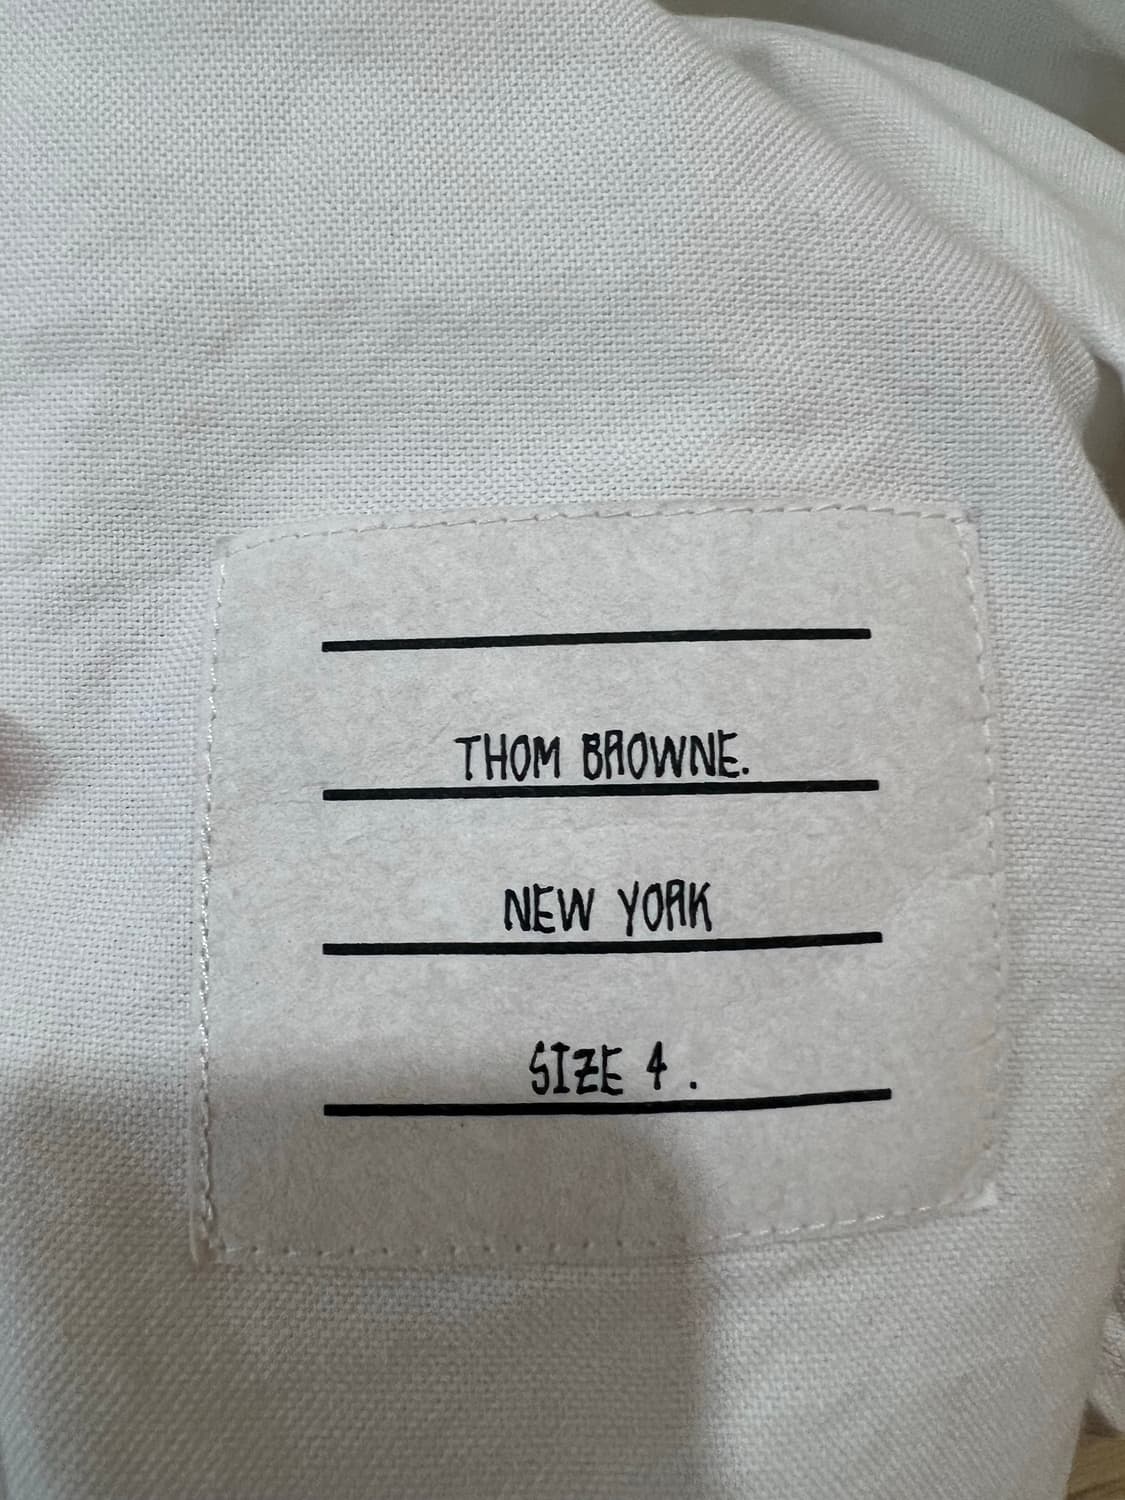 THOM BROWNE.
NEW YORK
SIZE 4 .